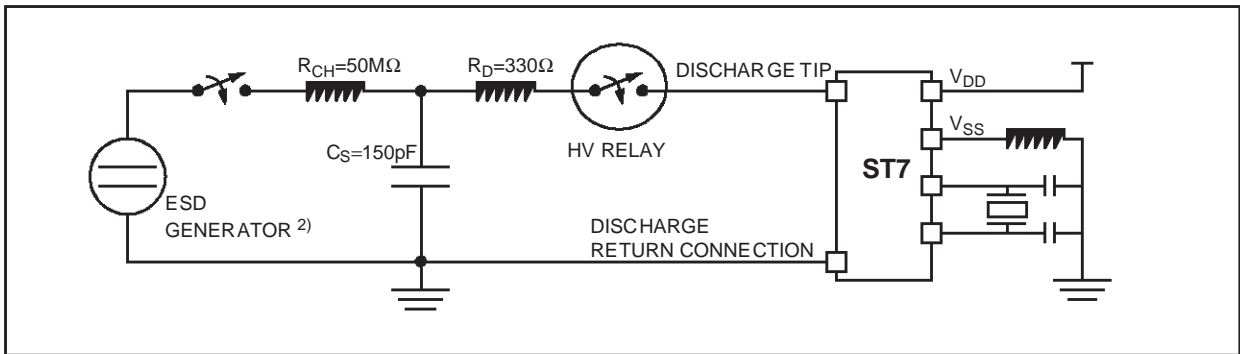 R_CH=50MΩ
R_D=330Ω
DISCHARGE TIP
V_DD
V_SS
C_S=150pF
HV RELAY
ST7
ESD
GENERATOR 2)
DISCHARGE
RETURN CONNECTION